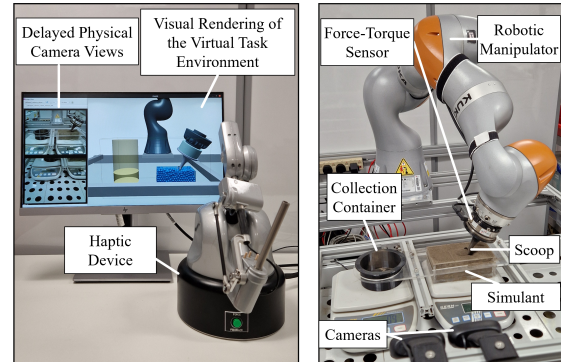 Delayed Physical
Camera Views
Visual Rendering of
the Virtual Task
Environment
Haptic
Device
Force-Torque
Sensor
Robotic
Manipulator
KUKA
Collection
Container
Scoop
Simulant
Cameras